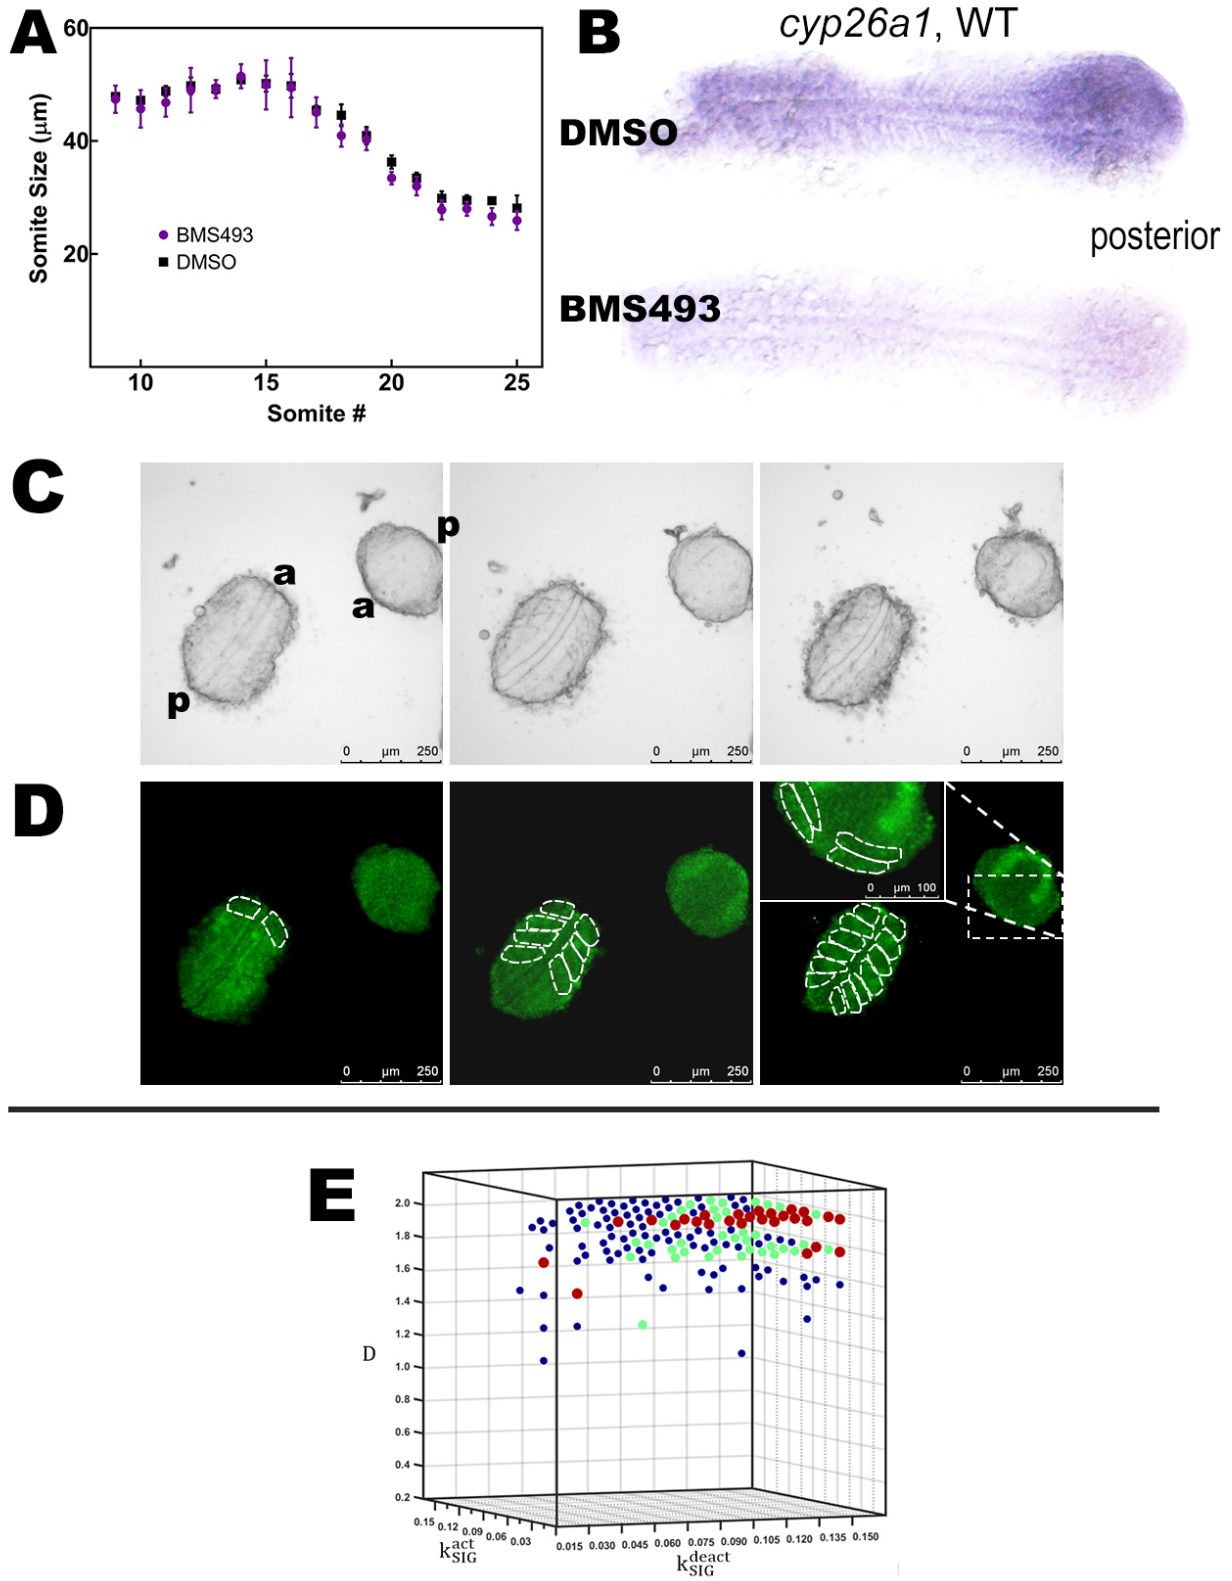 A
60
40
20
Somite Size (μm)
BMS493
DMSO
10 15 20 25
Somite #
B
cyp26a1, WT
DMSO
posterior
BMS493
C
a
a
p
p
0 μm 250
0 μm 250
0 μm 250
D
0 μm 100
0 μm 250
0 μm 250
0 μm 250
E
2.0
1.8
1.6
1.4
1.2
1.0
0.8
0.6
0.4
0.2
D
0.15 0.12 0.09 0.06 0.03
0.015 0.030 0.045 0.060 0.075 0.090 0.105 0.120 0.135 0.150
k_SIG^act
k_SIG^deact